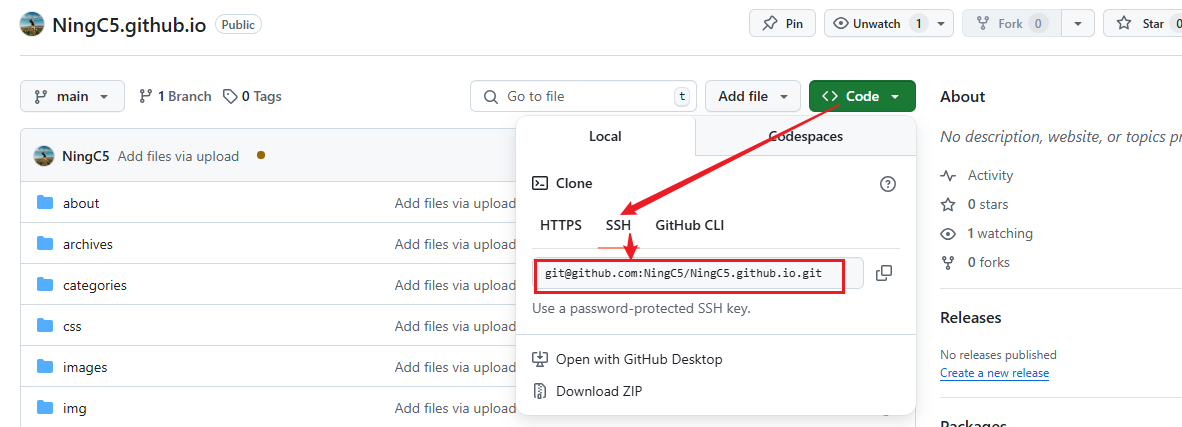 NingC5.github.io Public
Pin
Unwatch 1
Fork 0
Star 0
main
1 Branch
0 Tags
Go to file t
Add file
Code
About
Local
Codespaces
No description, website, or topics pr
NingC5 Add files via upload
Clone
Activity
about Add files via upload
0 stars
HTTPS SSH GitHub CLI
1 watching
archives Add files via upload
0 forks
git@github.com:NingC5/NingC5.github.io.git
categories Add files via upload
Use a password-protected SSH key.
Releases
css Add files via upload
No releases published
Open with GitHub Desktop
images Add files via upload
Create a new release
Download ZIP
img Add files via upload
Packages